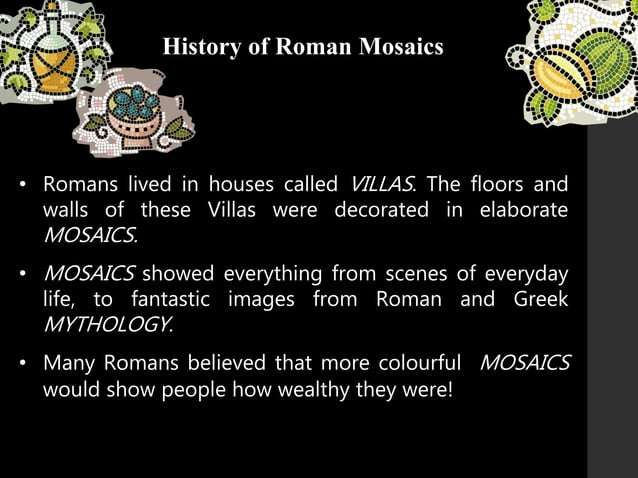 History of Roman Mosaics
• Romans lived in houses called VILLAS. The floors and
walls of these Villas were decorated in elaborate
MOSAICS.
• MOSAICS showed everything from scenes of everyday
life, to fantastic images from Roman and Greek
MYTHOLOGY.
• Many Romans believed that more colourful MOSAICS
would show people how wealthy they were!